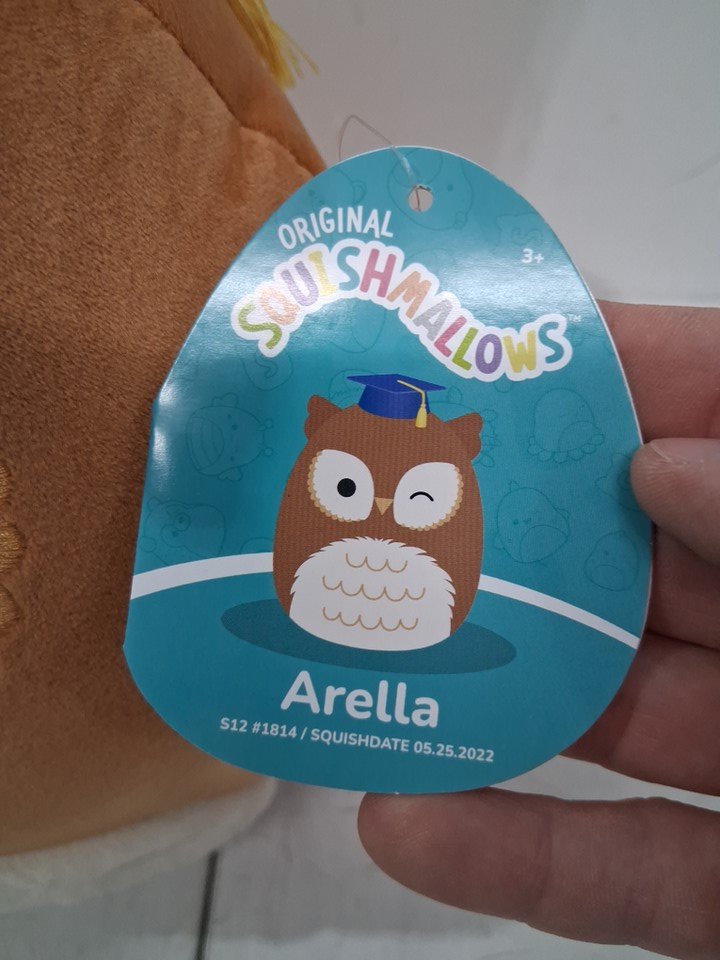 ORIGINAL
SQUISHMALLOWS™
3+
Arella
S12 #1814 / SQUISHDATE 05.25.2022